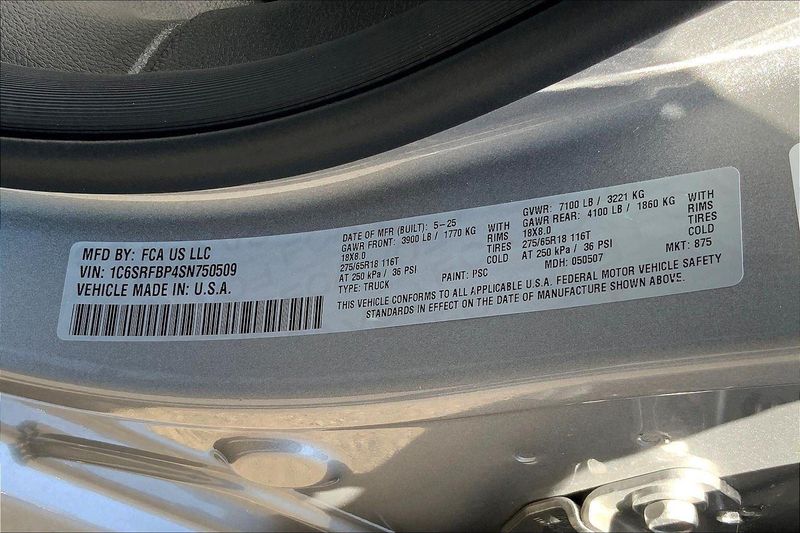 MFD BY: FCA US LLC
VIN: 1C6SRFBP4SN750509
VEHICLE MADE IN: U.S.A.
DATE OF MFR (BUILT): 5-25
GAWR FRONT: 3900 LB / 1770 KG WITH
18X8.0 RIMS
275/65R18 116T TIRES
AT 250 kPa / 36 PSI COLD
TYPE: TRUCK
PAINT: PSC
GVWR: 7100 LB / 3221 KG
GAWR REAR: 4100 LB / 1860 KG WITH
18X8.0 RIMS
275/65R18 116T TIRES
AT 250 kPa / 36 PSI COLD
MDH: 050507 MKT: 875
THIS VEHICLE CONFORMS TO ALL APPLICABLE U.S.A. FEDERAL MOTOR VEHICLE SAFETY
STANDARDS IN EFFECT ON THE DATE OF MANUFACTURE SHOWN ABOVE.